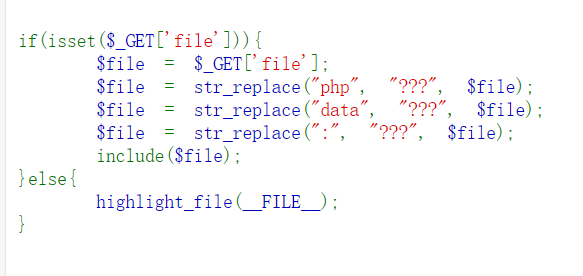 if(isset($_GET['file'])){
        $file = $_GET['file'];
        $file = str_replace("php", "???", $file);
        $file = str_replace("data", "???", $file);
        $file = str_replace(":", "???", $file);
        include($file);
}else{
        highlight_file(__FILE__);
}